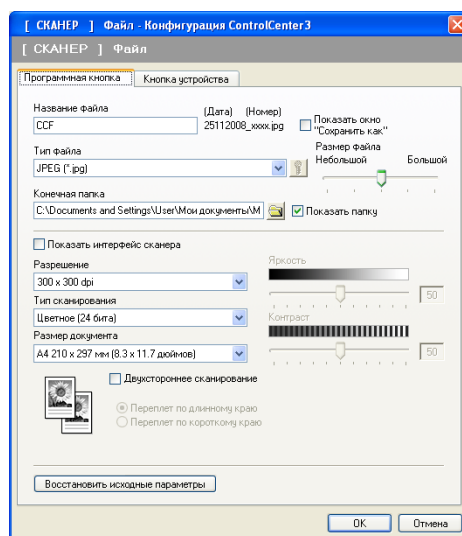 [ СКАНЕР ] Файл - Конфигурация ControlCenter3
[ СКАНЕР ] Файл
Программная кнопка
Кнопка устройства
Название файла
(Дата) (Номер)
CCF
25112008_xxxx.jpg
Показать окно
"Сохранить как"
Тип файла
Размер файла
Небольшой Большой
JPEG (*.jpg)
Конечная папка
C:\Documents and Settings\User\Мои документы\М
Показать папку
Показать интерфейс сканера
Разрешение
300 x 300 dpi
Яркость
50
Тип сканирования
Цветное (24 бита)
Контраст
50
Размер документа
A4 210 x 297 мм (8.3 x 11.7 дюймов)
Двухстороннее сканирование
Переплет по длинному краю
Переплет по короткому краю
Восстановить исходные параметры
OK
Отмена